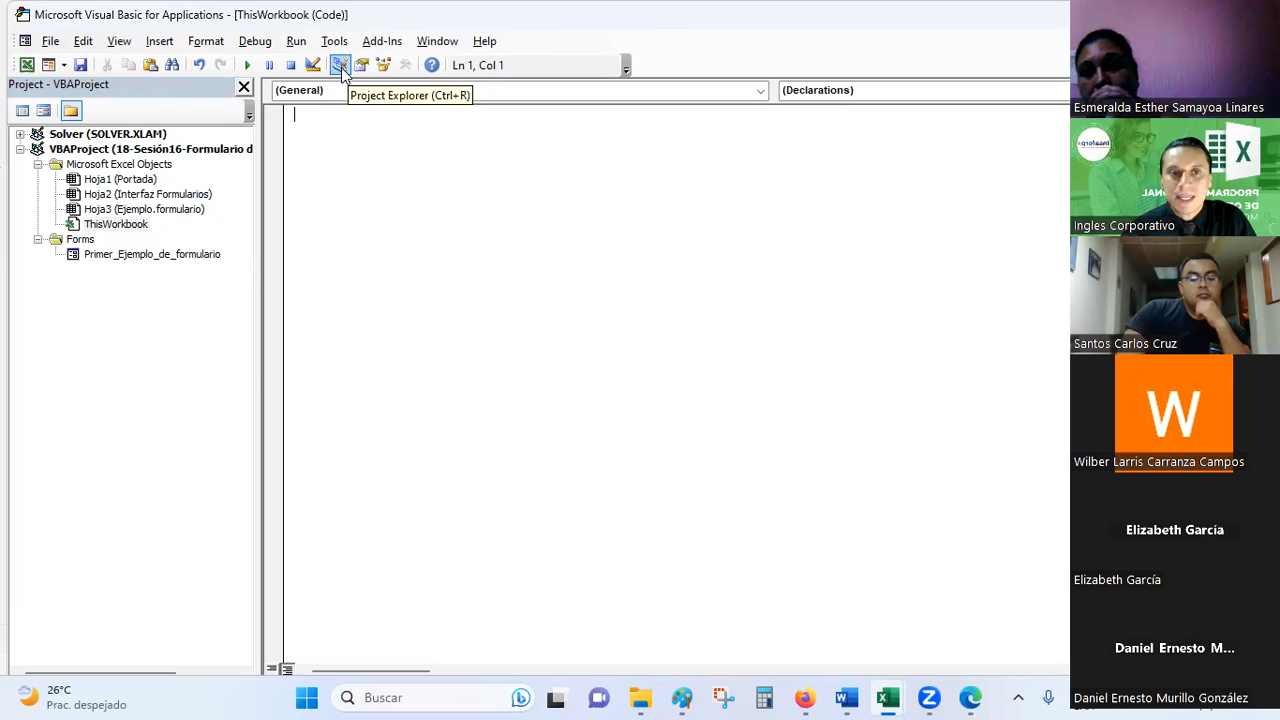 Microsoft Visual Basic for Applications - [ThisWorkbook (Code)]
File Edit View Insert Format Debug Run Tools Add-Ins Window Help
Ln 1, Col 1
Project - VBAProject
(General)
(Declarations)
Project Explorer (Ctrl+R)
Solver (SOLVER.XLAM)
VBAProject (18-Sesión16-Formulario d
Microsoft Excel Objects
Hoja1 (Portada)
Hoja2 (Interfaz Formularios)
Hoja3 (Ejemplo.formulario)
ThisWorkbook
Forms
Primer_Ejemplo_de_formulario
Esmeralda Esther Samayoa Linares
X
Ingles Corporativo
Santos Carlos Cruz
W
Wilber Larris Carranza Campos
Elizabeth García
Elizabeth García
Daniel Ernesto M...
Daniel Ernesto Murillo González
26°C
Prac. despejado
Buscar